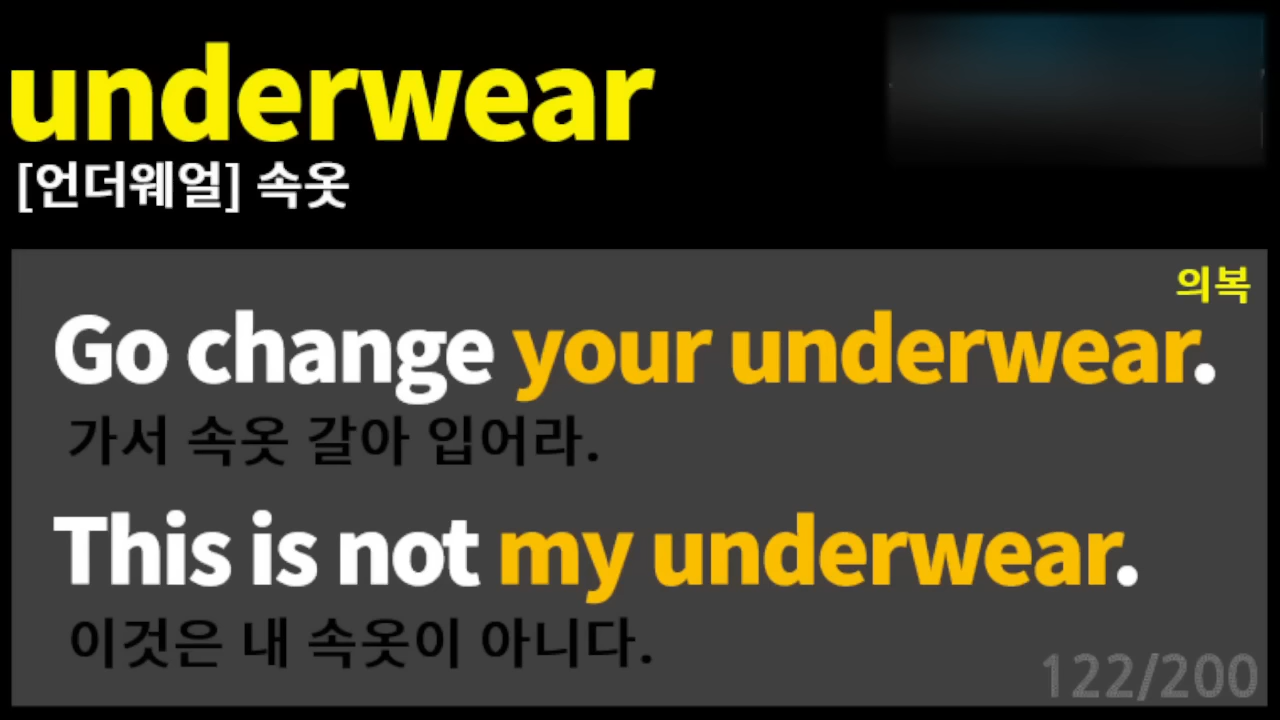 underwear
[언더웨얼] 속옷
의복
Go change your underwear.
가서 속옷 갈아 입어라.
This is not my underwear.
이것은 내 속옷이 아니다.
122/200